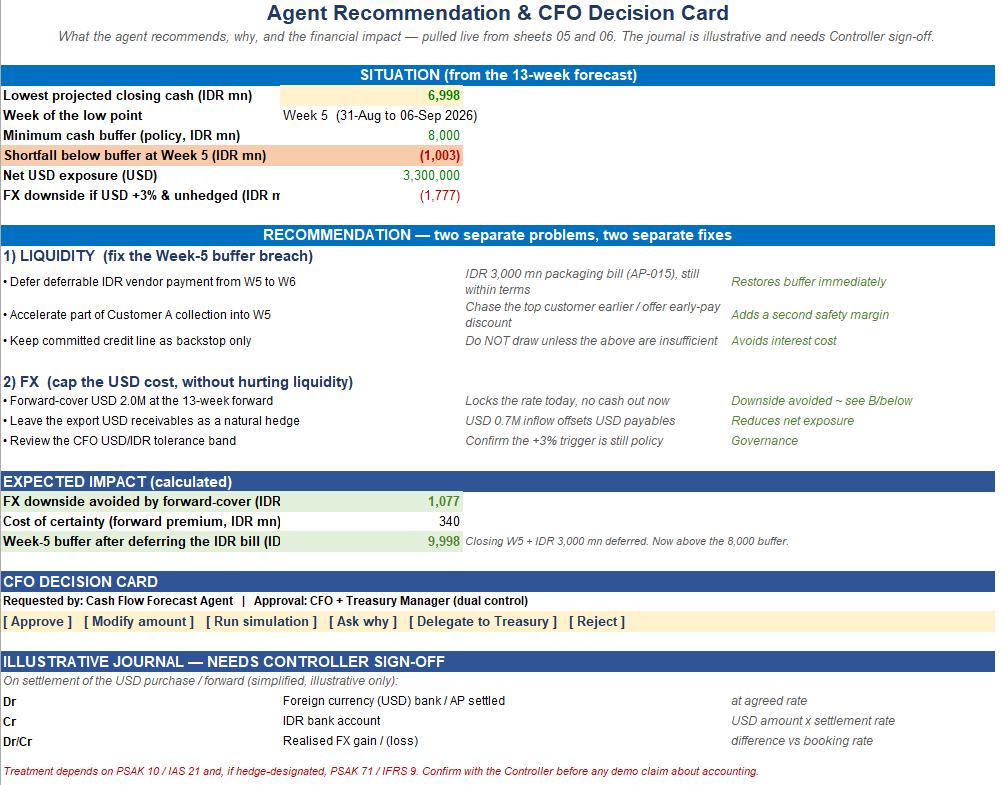 Agent Recommendation & CFO Decision Card
What the agent recommends, why, and the financial impact — pulled live from sheets 05 and 06. The journal is illustrative and needs Controller sign-off.
SITUATION (from the 13-week forecast)
Lowest projected closing cash (IDR mn) 6,998
Week of the low point Week 5 (31-Aug to 06-Sep 2026)
Minimum cash buffer (policy, IDR mn) 8,000
Shortfall below buffer at Week 5 (IDR mn) (1,003)
Net USD exposure (USD) 3,300,000
FX downside if USD +3% & unhedged (IDR m (1,777)
RECOMMENDATION — two separate problems, two separate fixes
1) LIQUIDITY (fix the Week-5 buffer breach)
• Defer deferrable IDR vendor payment from W5 to W6
IDR 3,000 mn packaging bill (AP-015), still
within terms
Restores buffer immediately
• Accelerate part of Customer A collection into W5
Chase the top customer earlier / offer early-pay
discount
Adds a second safety margin
• Keep committed credit line as backstop only Do NOT draw unless the above are insufficient Avoids interest cost
2) FX (cap the USD cost, without hurting liquidity)
• Forward-cover USD 2.0M at the 13-week forward Locks the rate today, no cash out now Downside avoided ~ see B/below
• Leave the export USD receivables as a natural hedge USD 0.7M inflow offsets USD payables Reduces net exposure
• Review the CFO USD/IDR tolerance band Confirm the +3% trigger is still policy Governance
EXPECTED IMPACT (calculated)
FX downside avoided by forward-cover (IDR 1,077
Cost of certainty (forward premium, IDR mn) 340
Week-5 buffer after deferring the IDR bill (ID 9,998 Closing W5 + IDR 3,000 mn deferred. Now above the 8,000 buffer.
CFO DECISION CARD
Requested by: Cash Flow Forecast Agent | Approval: CFO + Treasury Manager (dual control)
[ Approve ] [ Modify amount ] [ Run simulation ] [ Ask why ] [ Delegate to Treasury ] [ Reject ]
ILLUSTRATIVE JOURNAL — NEEDS CONTROLLER SIGN-OFF
On settlement of the USD purchase / forward (simplified, illustrative only):
Dr Foreign currency (USD) bank / AP settled at agreed rate
Cr IDR bank account USD amount x settlement rate
Dr/Cr Realised FX gain / (loss) difference vs booking rate
Treatment depends on PSAK 10 / IAS 21 and, if hedge-designated, PSAK 71 / IFRS 9. Confirm with the Controller before any demo claim about accounting.